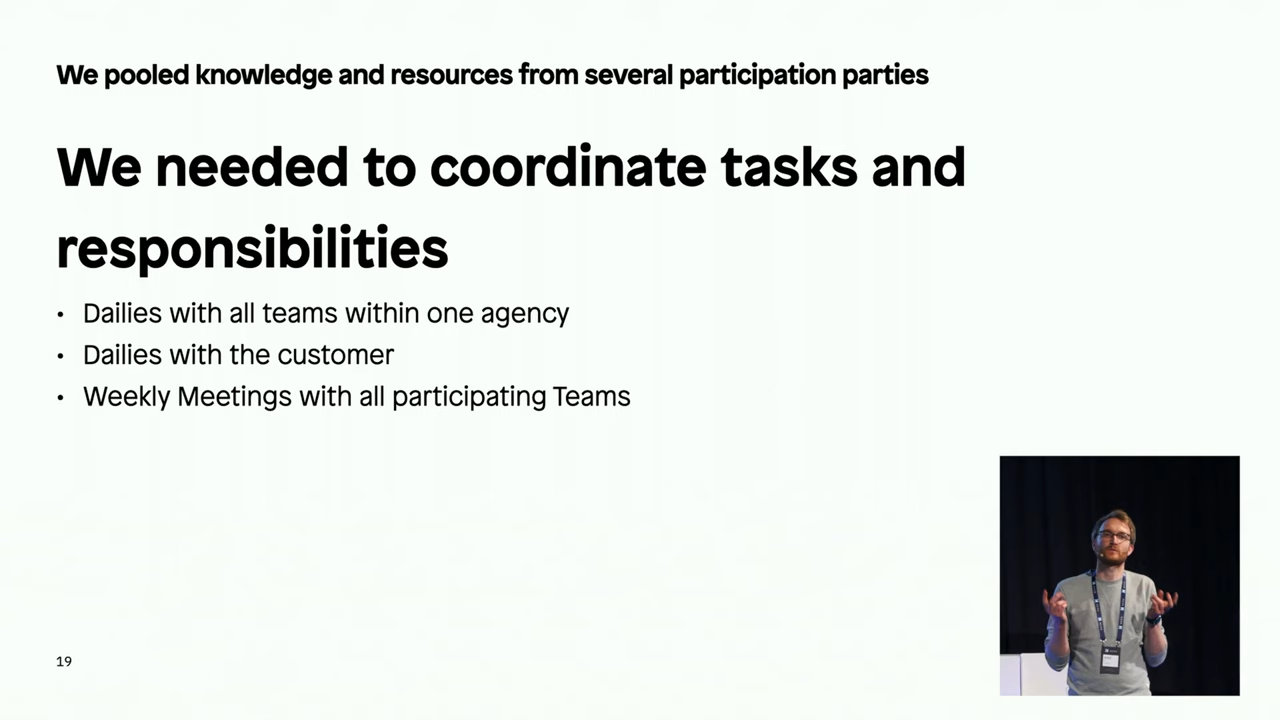 We pooled knowledge and resources from several participation parties
We needed to coordinate tasks and
responsibilities
• Dailies with all teams within one agency
• Dailies with the customer
• Weekly Meetings with all participating Teams
19